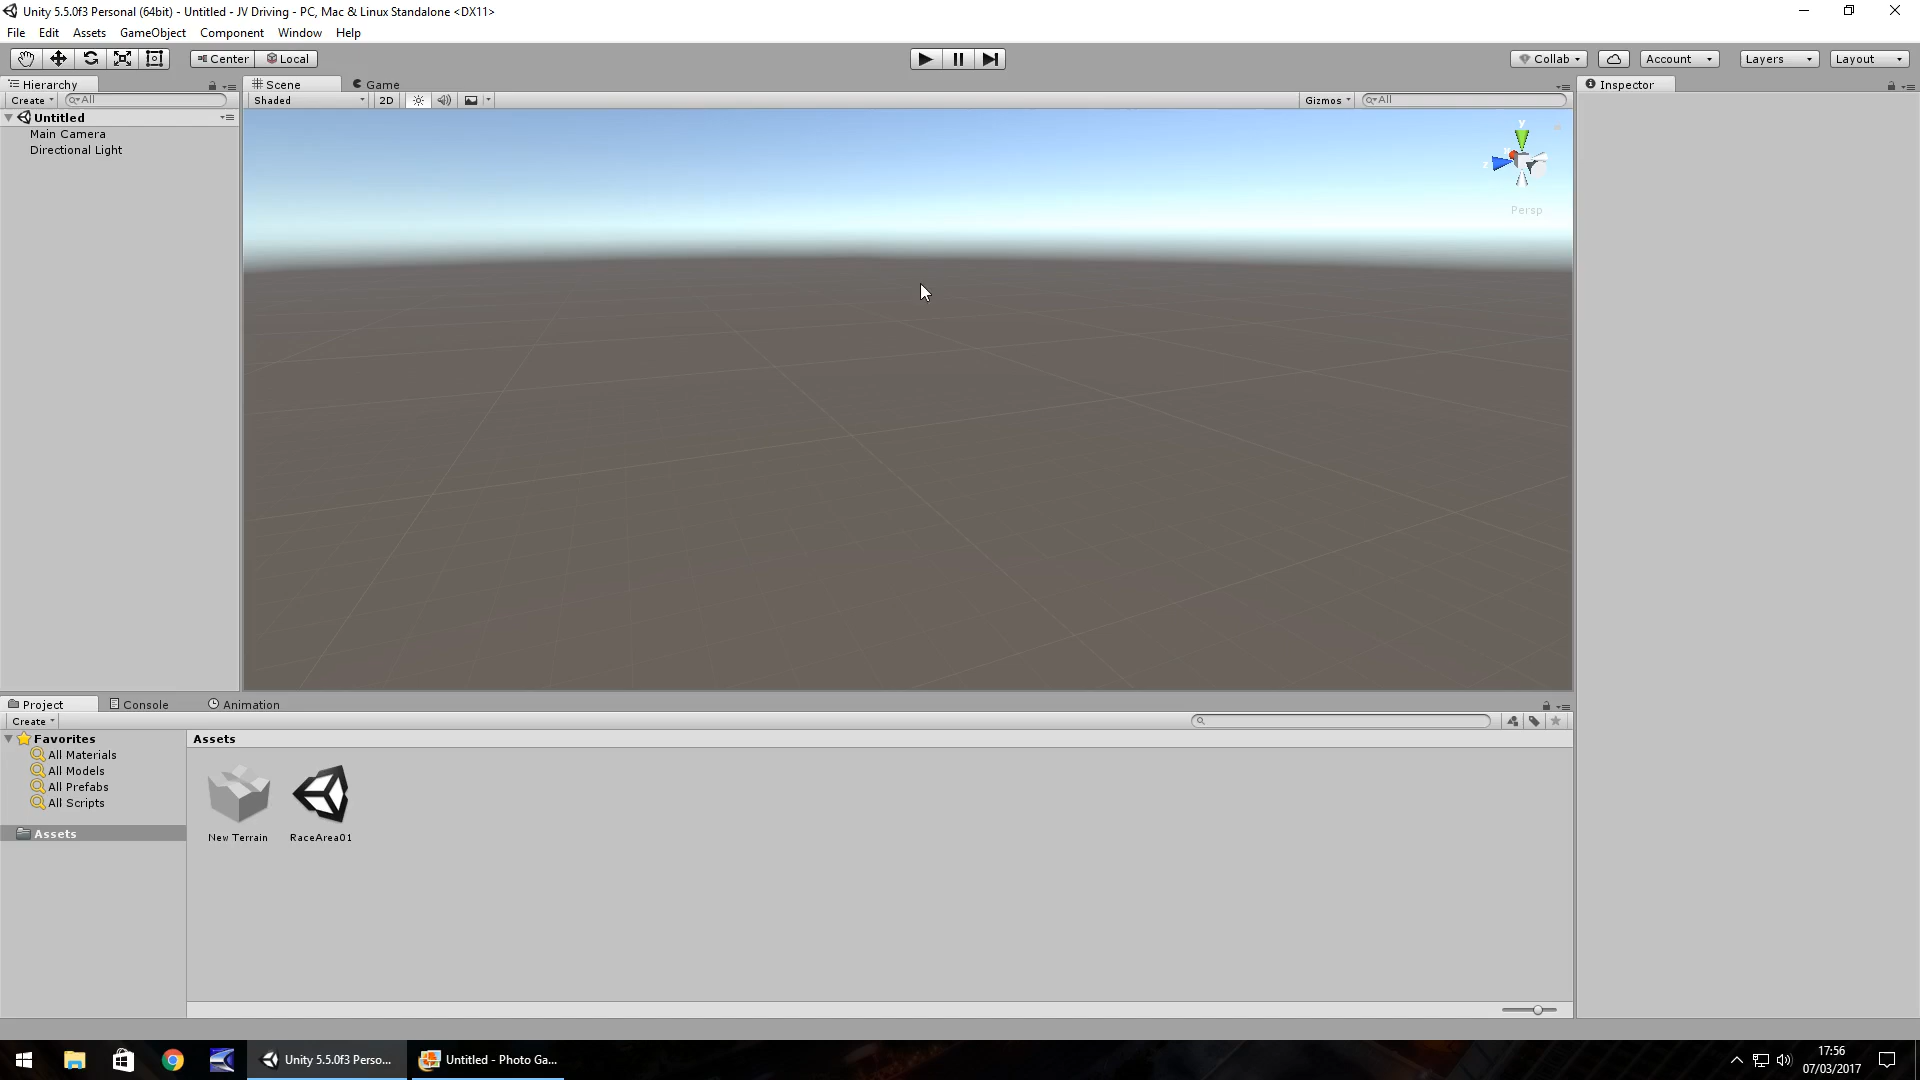 Unity 5.5.0f3 Personal (64bit) - Untitled - JV Driving - PC, Mac & Linux Standalone <DX11>
File Edit Assets GameObject Component Window Help
Center Local Collab Account Layers Layout
Hierarchy Scene Game Inspector
Create All Shaded 2D Gizmos All
Untitled
Main Camera
Directional Light
y
z
Persp
Project Console Animation
Create
Favorites
All Materials
All Models
All Prefabs
All Scripts
Assets
Assets
New Terrain RaceArea01
Unity 5.5.0f3 Perso... Untitled - Photo Ga...
17:56
07/03/2017